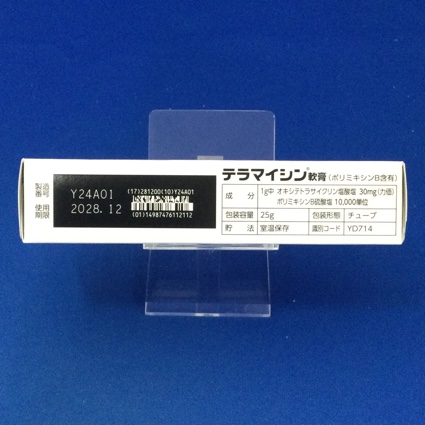 製造番号 Y24A01
使用期限 2028.12
(17)281200(10)Y24A01
(01)14987476112112
テラマイシン®軟膏(ポリミキシンB含有)
成分 1g中 オキシテトラサイクリン塩酸塩 30mg(力価)
ポリミキシンB硫酸塩 10,000単位
包装容量 25g 包装形態 チューブ
貯法 室温保存 識別コード YD714